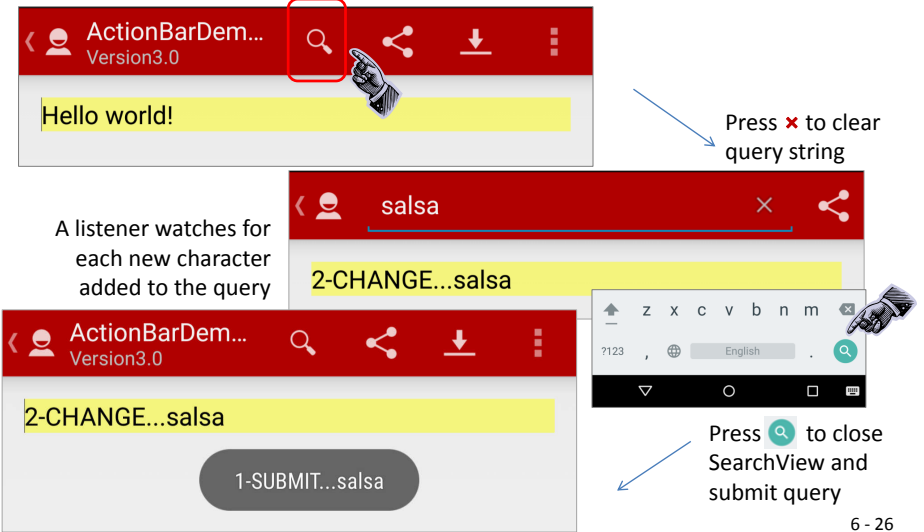 ActionBarDem...
Version3.0
Hello world!
Press × to clear
query string
salsa
A listener watches for
each new character
added to the query
2-CHANGE...salsa
z x c v b n m
?123 , English .
ActionBarDem...
Version3.0
2-CHANGE...salsa
1-SUBMIT...salsa
Press to close
SearchView and
submit query
6 - 26